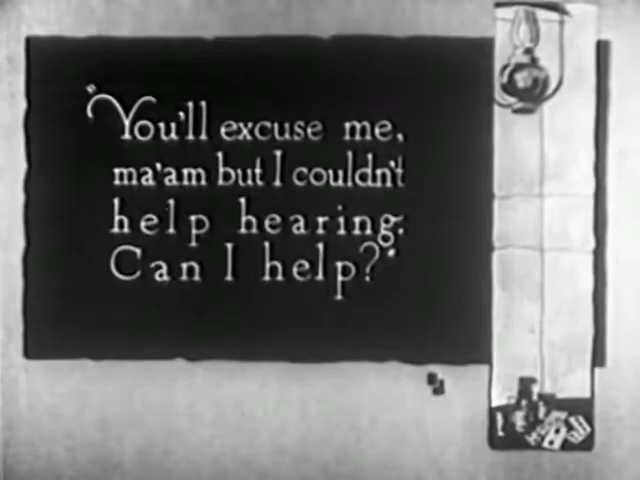 "You'll excuse me,
ma'am but I couldn't
help hearing.
Can I help?"